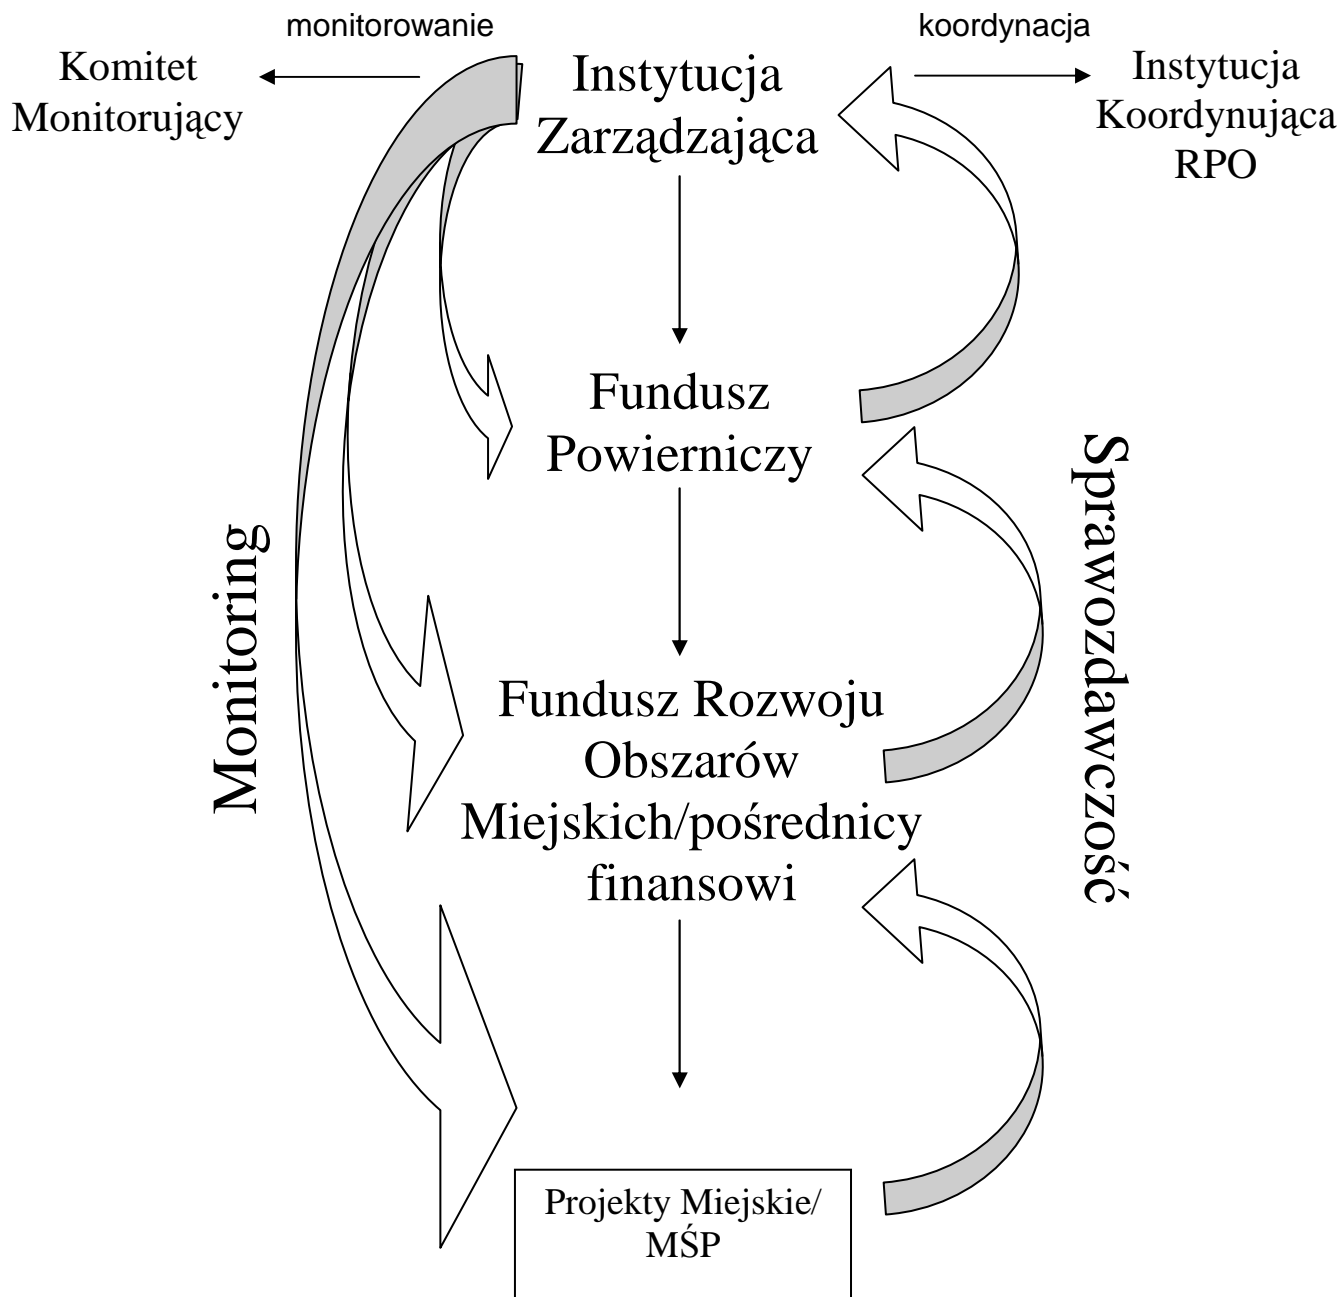 monitorowanie
koordynacja
Komitet
Monitorujący
Instytucja
Zarządzająca
Instytucja
Koordynująca
RPO
Fundusz
Powierniczy
Monitoring
Sprawozdawczość
Fundusz Rozwoju
Obszarów
Miejskich/pośrednicy
finansowi
Projekty Miejskie/
MŚP